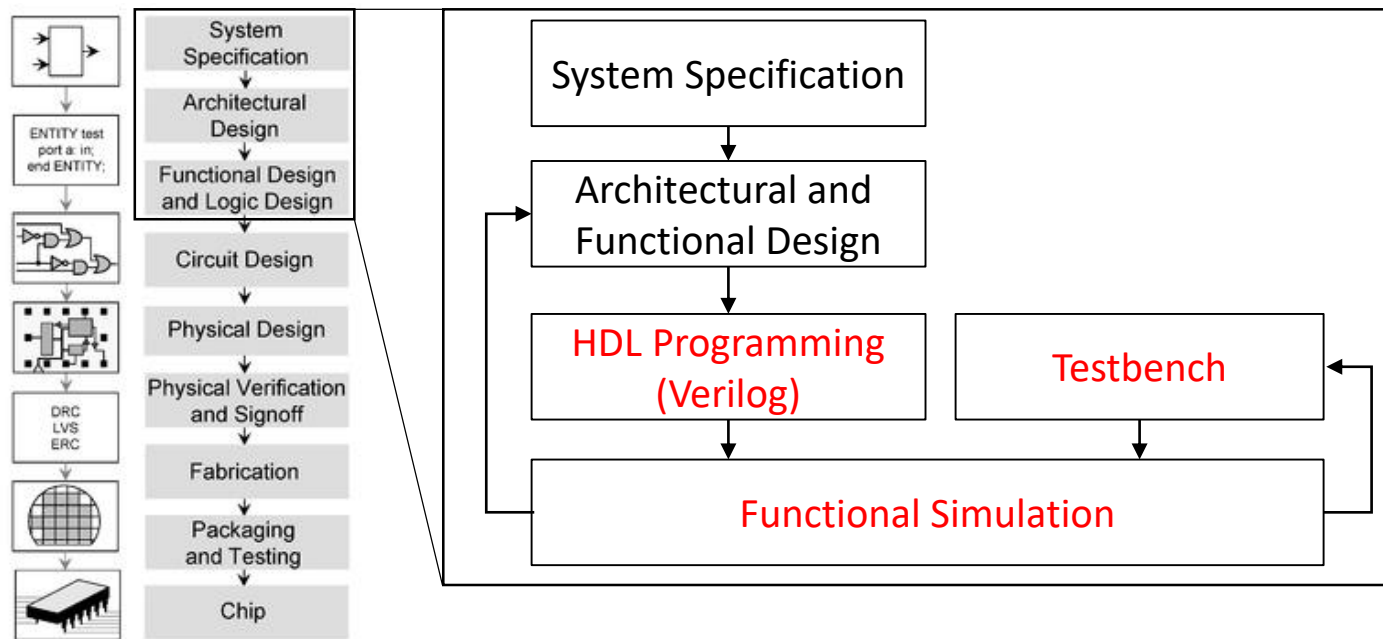 ENTITY test
port a: in;
end ENTITY;
DRC
LVS
ERC
System
Specification
Architectural
Design
Functional Design
and Logic Design
Circuit Design
Physical Design
Physical Verification
and Signoff
Fabrication
Packaging
and Testing
Chip
System Specification
Architectural and
Functional Design
HDL Programming
(Verilog)
Testbench
Functional Simulation